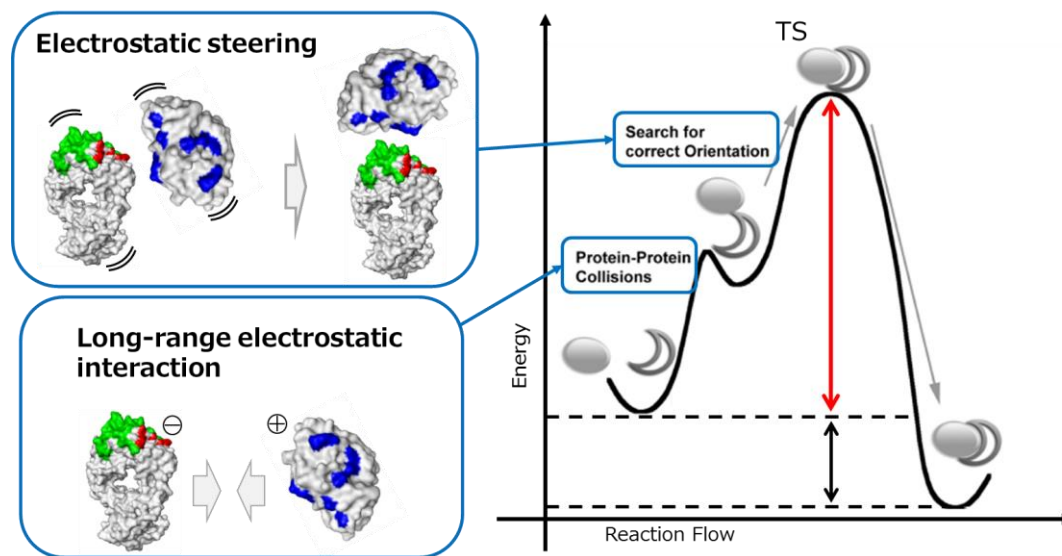 Electrostatic steering
Long-range electrostatic
interaction
⊖
⊕
TS
Search for
correct Orientation
Protein-Protein
Collisions
Energy
Reaction Flow